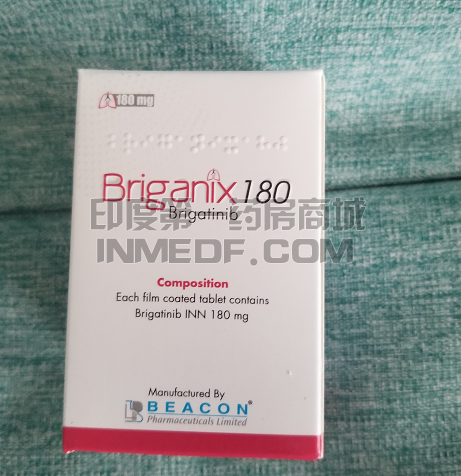 180 mg
Briganix 180
Brigatinib
印度第一药房商城
INMEDF.COM
Composition
Each film coated tablet contains
Brigatinib INN 180 mg
Manufactured By
BEACON®
Pharmaceuticals Limited